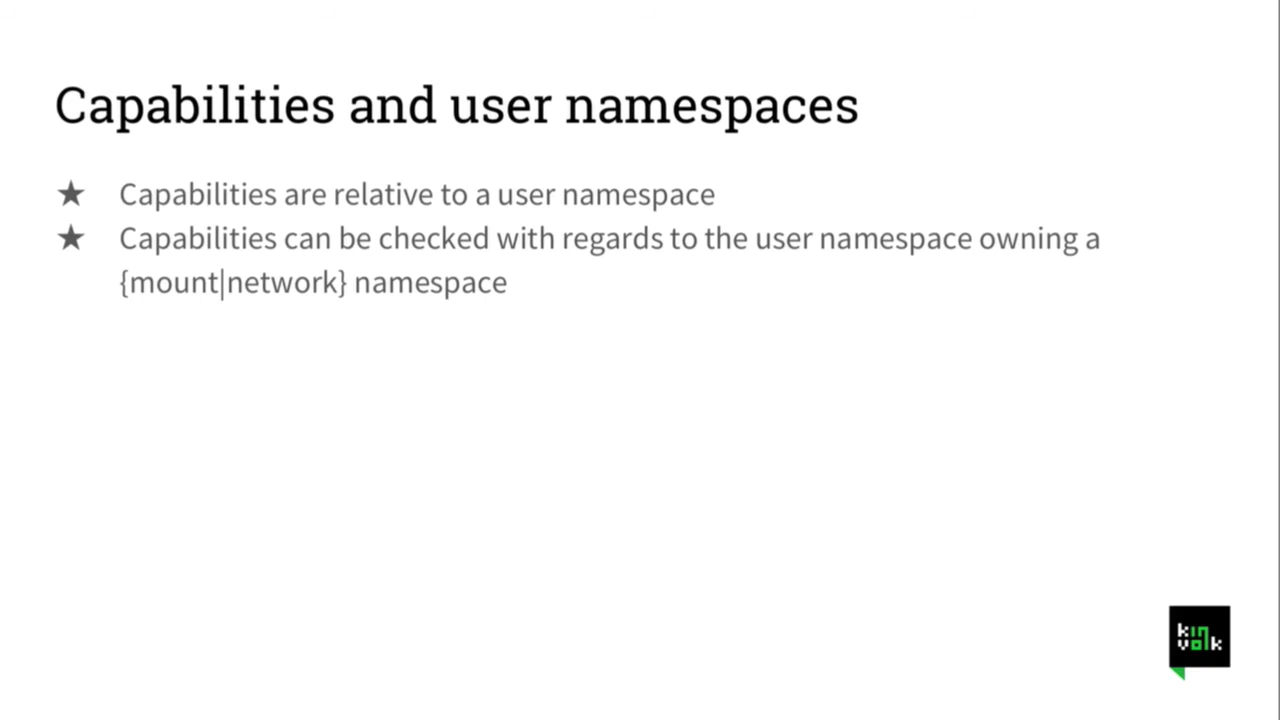 Capabilities and user namespaces
★ Capabilities are relative to a user namespace
★ Capabilities can be checked with regards to the user namespace owning a
{mount|network} namespace
kin
volk